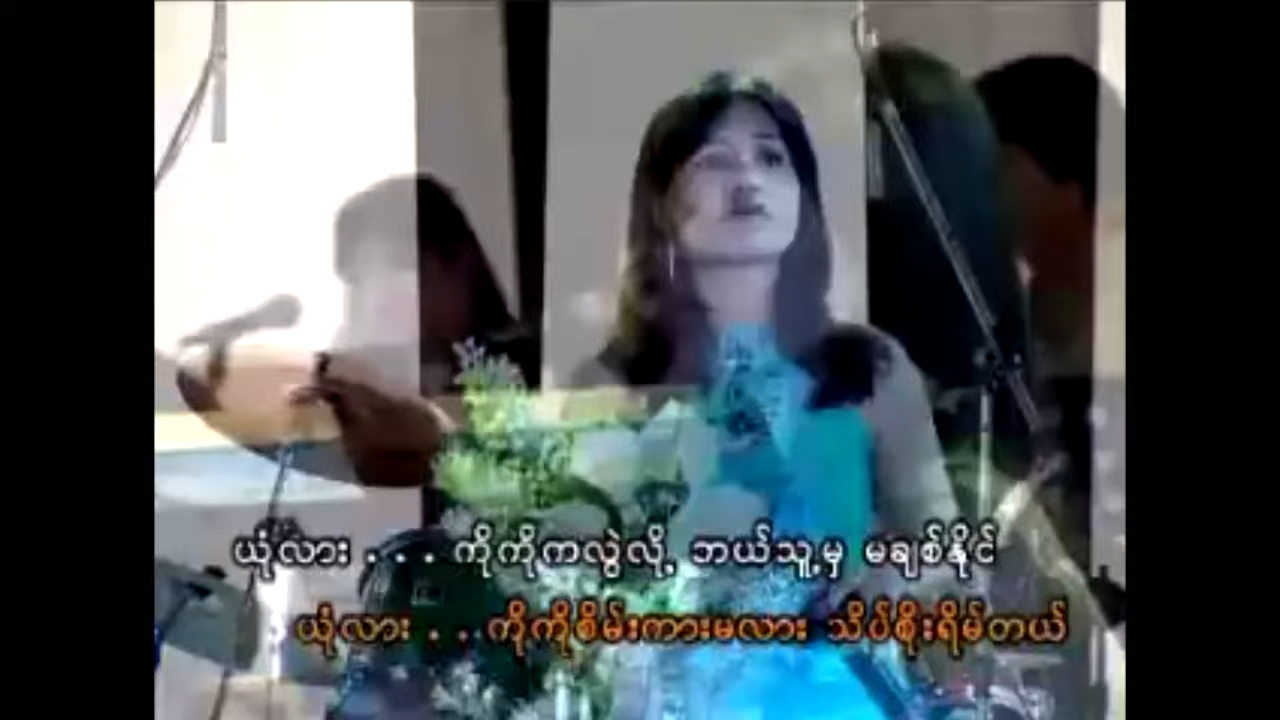 ယုံလား . . . ကိုကိုကလွဲလို့ ဘယ်သူ့မှ မချစ်နိုင်
ယုံလား . . . ကိုကိုစိမ်းကားမလား သိပ်စိုးရိမ်တယ်